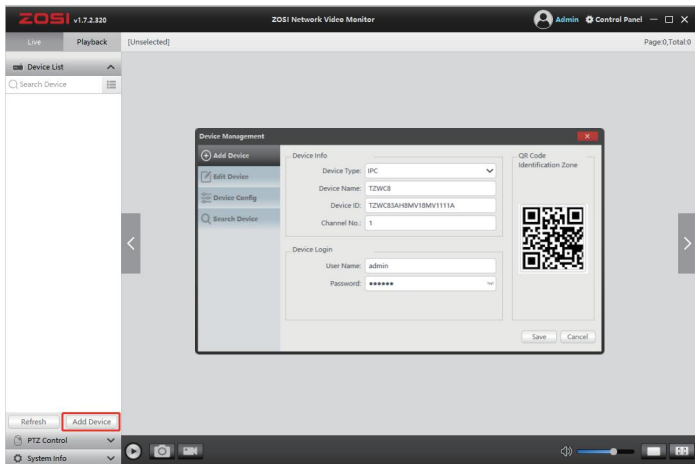 ZOSI v1.7.2.320
ZOSI Network Video Monitor
Admin
Control Panel
Live
Playback
[Unselected]
Page:0,Total:0
Device List
Search Device
Device Management
Add Device
Edit Device
Device Config
Search Device
Device Info
Device Type: IPC
Device Name: TZWC8
Device ID: TZWC83AH8MV18MV1111A
Channel No.: 1
Device Login
User Name: admin
Password: ●●●●●●
QR Code
Identification Zone
Save
Cancel
Refresh
Add Device
PTZ Control
System Info